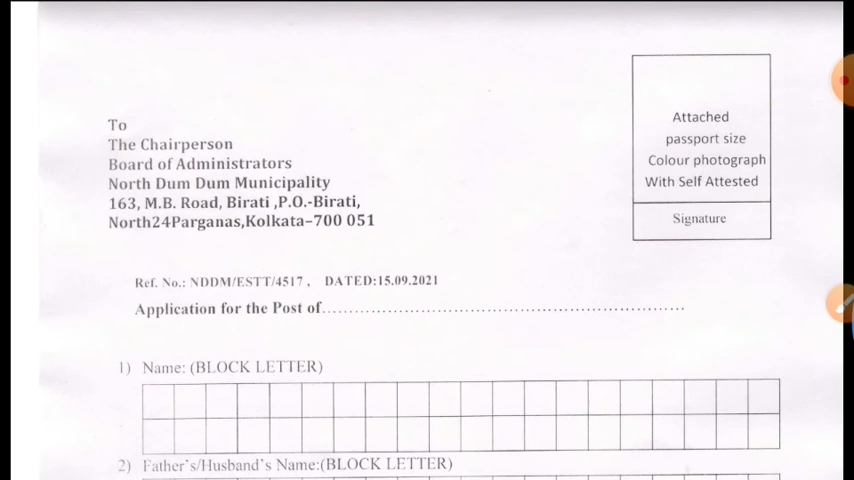 To
The Chairperson
Board of Administrators
North Dum Dum Municipality
163, M.B. Road, Birati ,P.O.-Birati,
North24Parganas,Kolkata–700 051
Attached
passport size
Colour photograph
With Self Attested
Signature
Ref. No.: NDDM/ESTT/4517 , DATED:15.09.2021
Application for the Post of......................................................................................
1) Name: (BLOCK LETTER)
2) Father's/Husband's Name:(BLOCK LETTER)